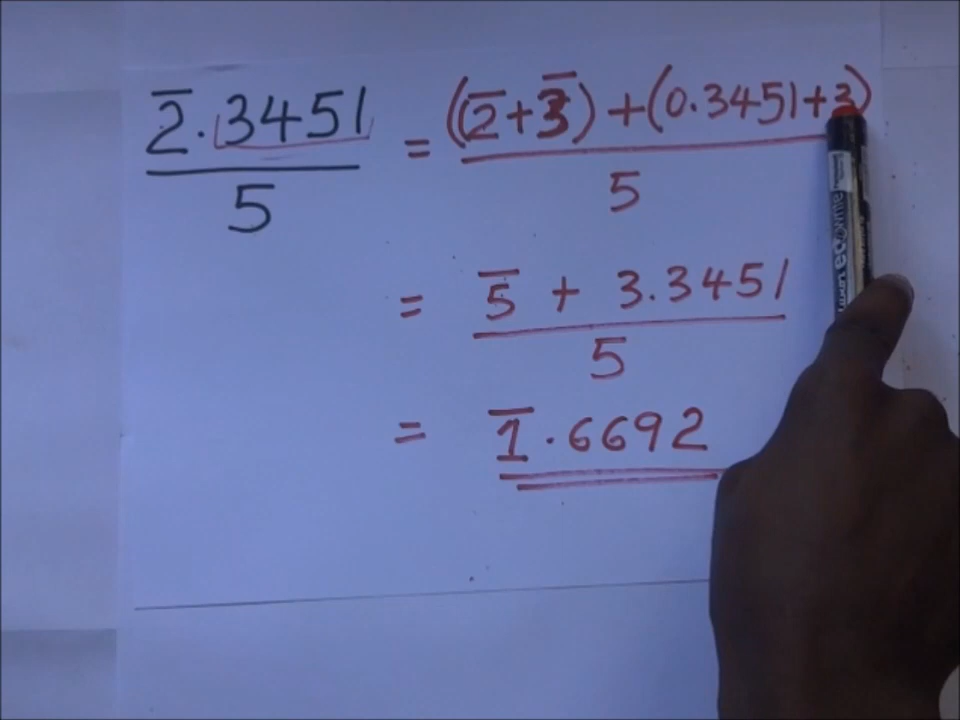 2̅.3451 / 5 = ((2̅+3̅) + (0.3451+3) / 5
= 5̅ + 3.3451 / 5
= 1̅.6692